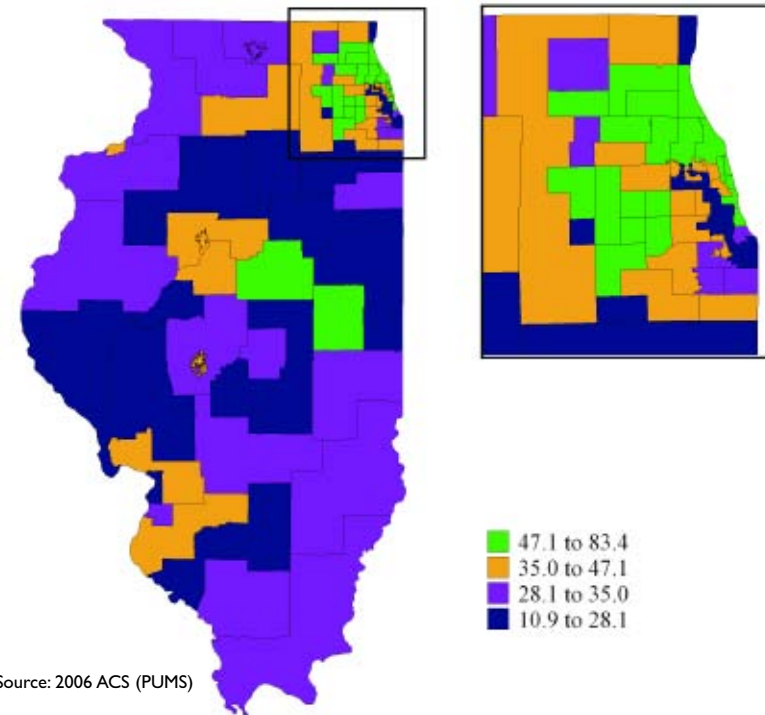 47.1 to 83.4
35.0 to 47.1
28.1 to 35.0
10.9 to 28.1
Source: 2006 ACS (PUMS)